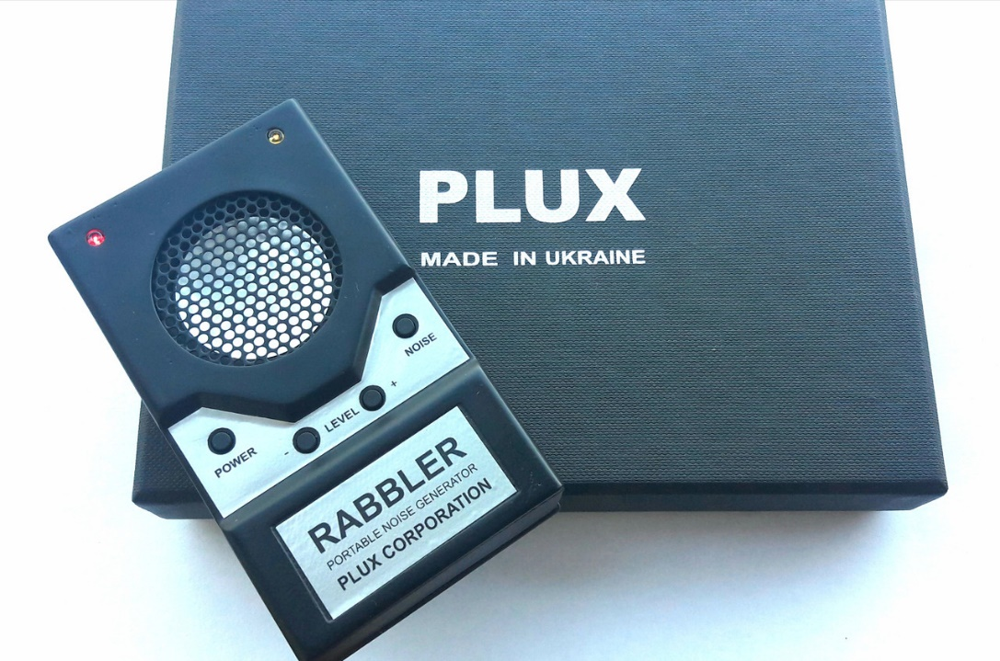 PLUX
MADE IN UKRAINE
NOISE
+
LEVEL
-
POWER
RABBLER
PORTABLE NOISE GENERATOR
PLUX CORPORATION